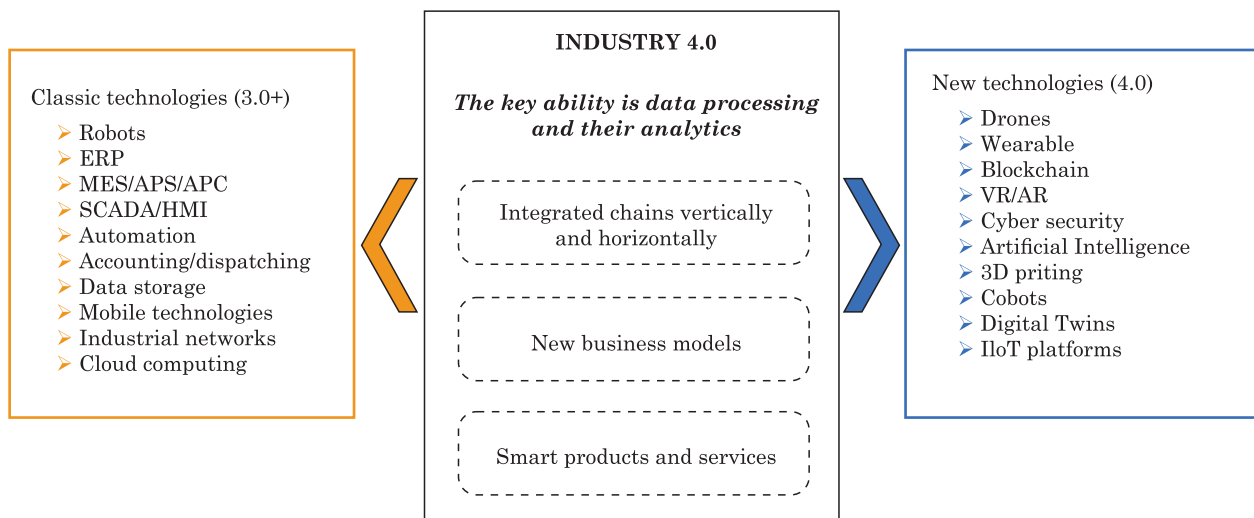 Classic technologies (3.0+)
Robots
ERP
MES/APS/APC
SCADA/HMI
Automation
Accounting/dispatching
Data storage
Mobile technologies
Industrial networks
Cloud computing
INDUSTRY 4.0
The key ability is data processing
and their analytics
Integrated chains vertically
and horizontally
New business models
Smart products and services
New technologies (4.0)
Drones
Wearable
Blockchain
VR/AR
Cyber security
Artificial Intelligence
3D priting
Cobots
Digital Twins
IloT platforms